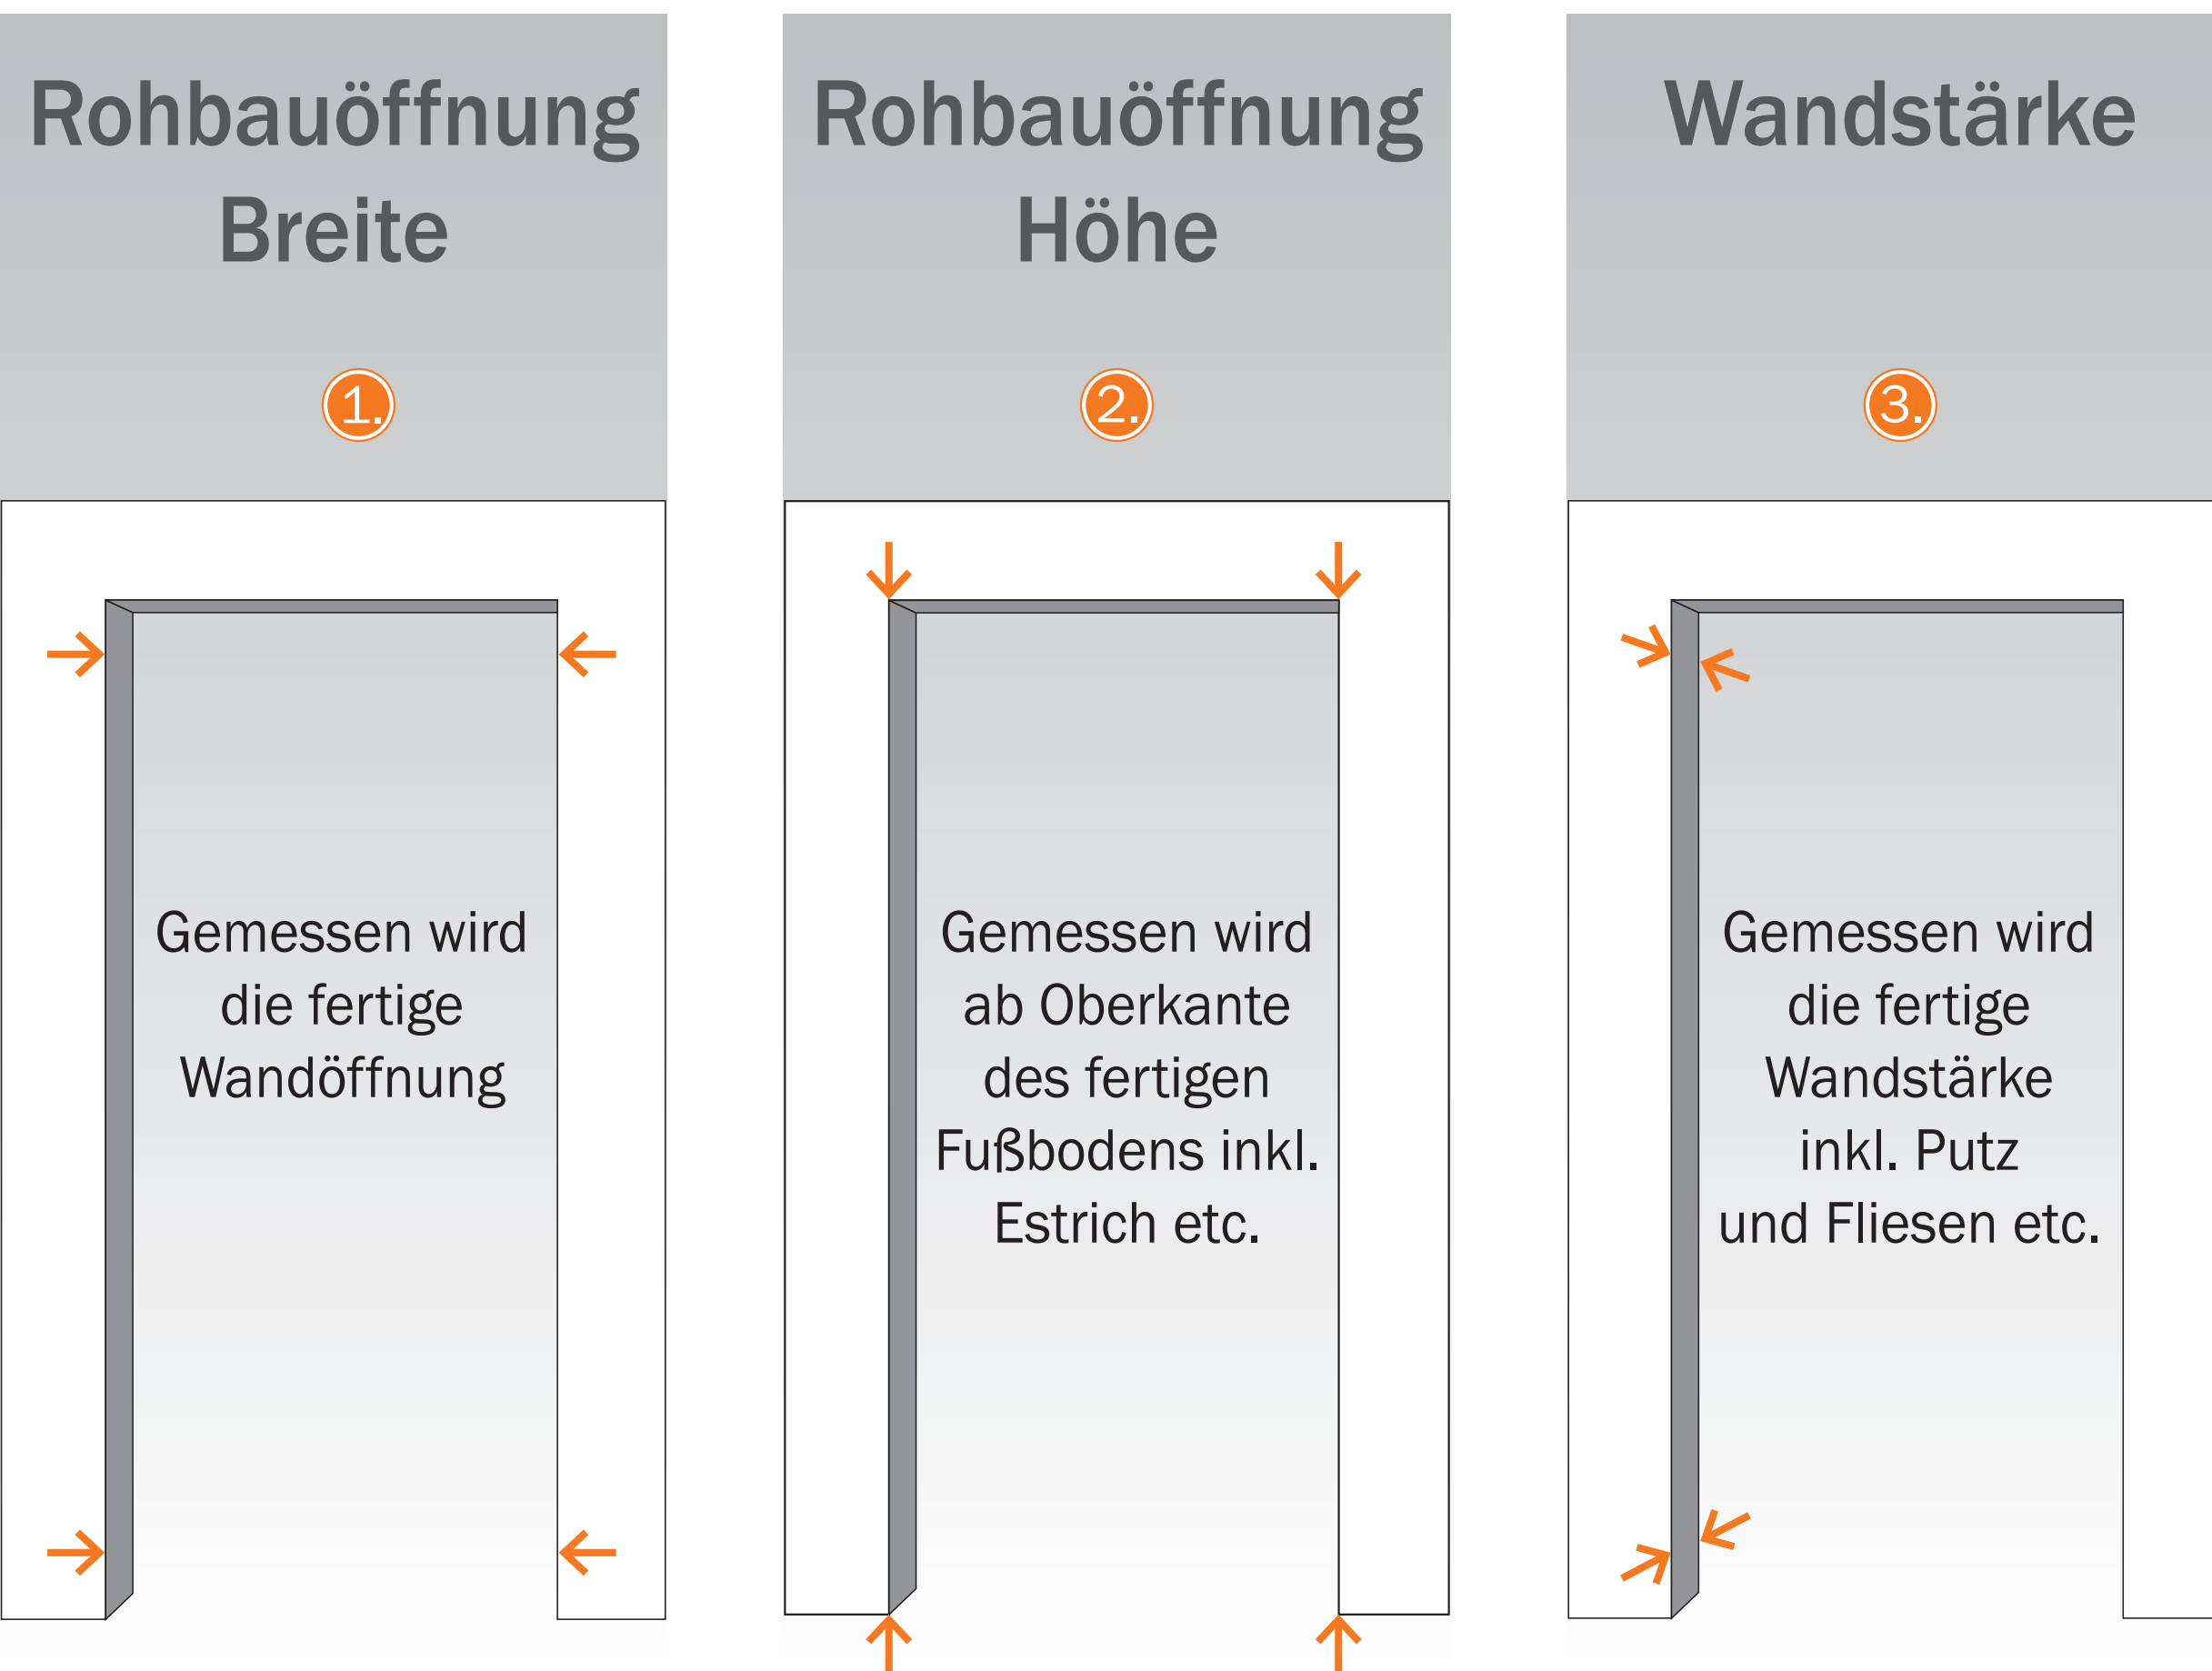 Rohbauöffnung
Breite
1.
Gemessen wird
die fertige
Wandöffnung
Rohbauöffnung
Höhe
2.
Gemessen wird
ab Oberkante
des fertigen
Fußbodens inkl.
Estrich etc.
Wandstärke
3.
Gemessen wird
die fertige
Wandstärke
inkl. Putz
und Fliesen etc.